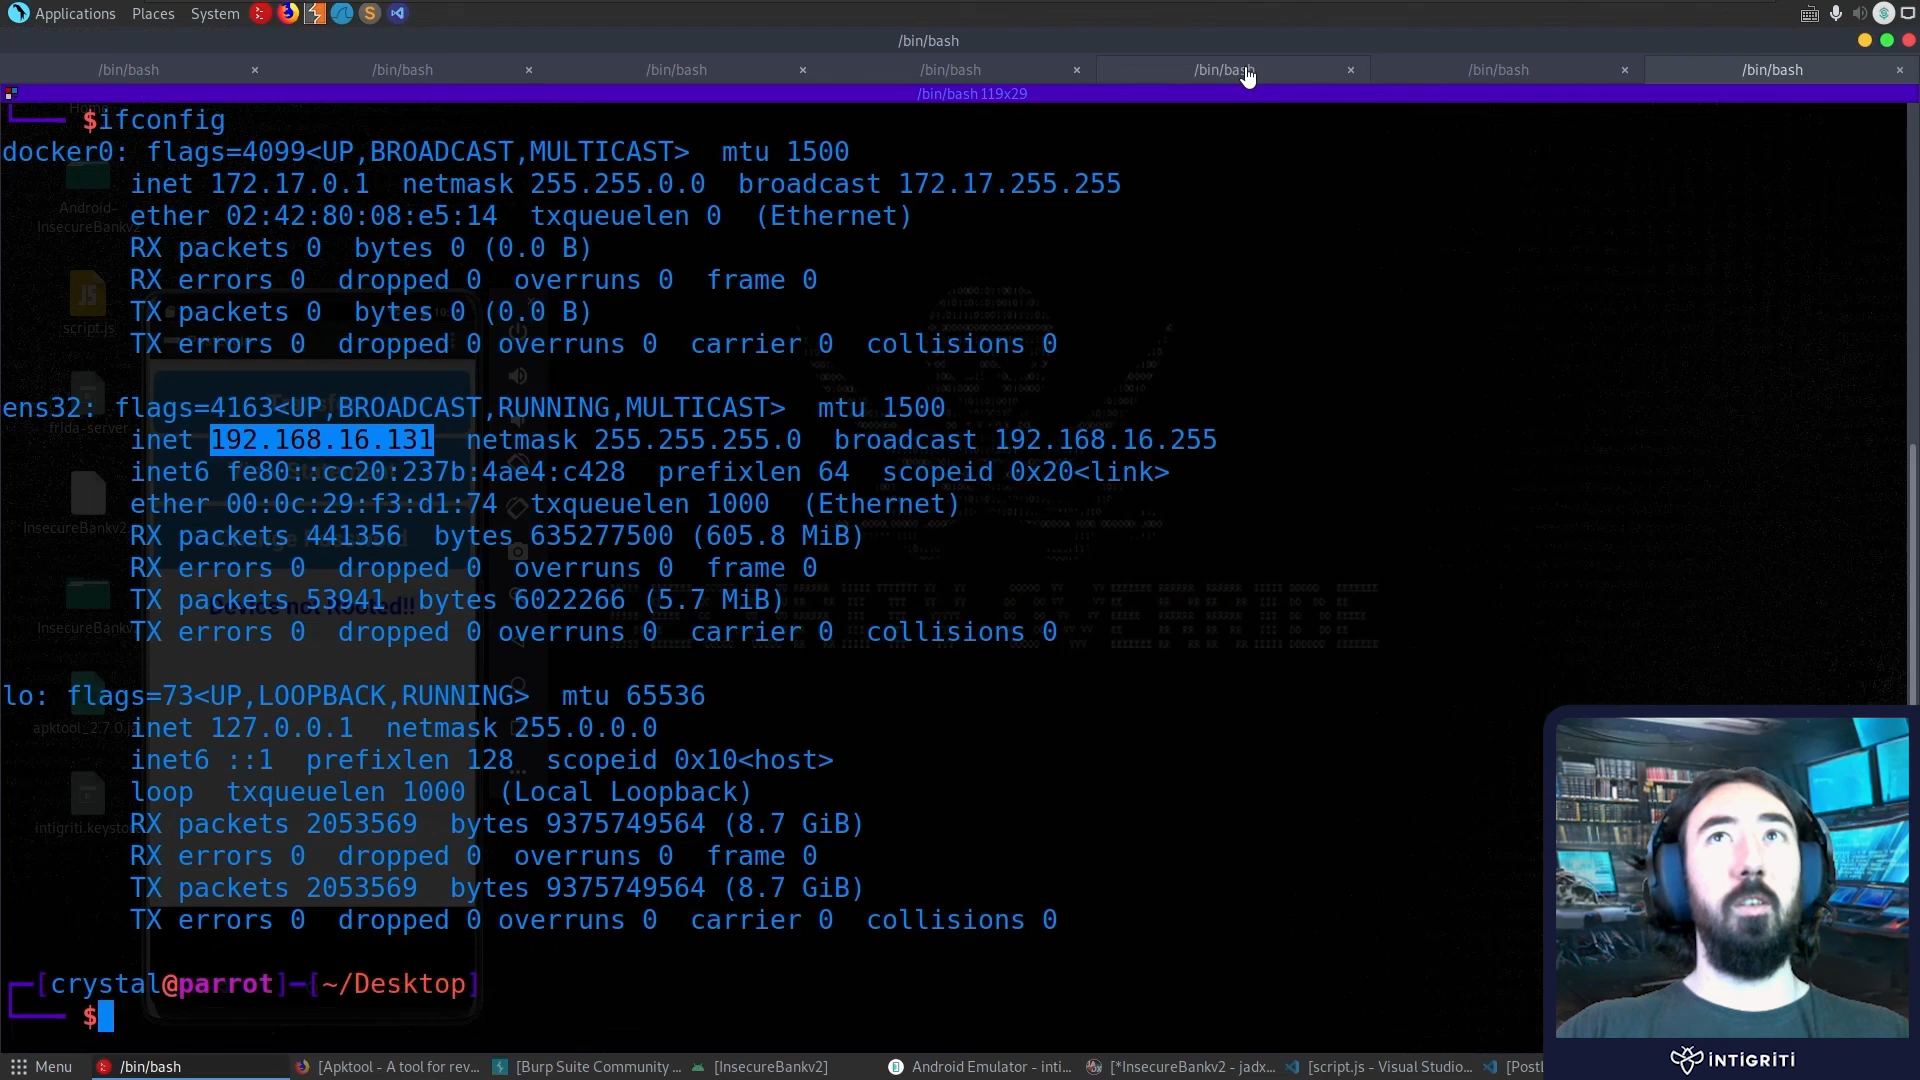 Applications Places System
/bin/bash
/bin/bash × /bin/bash × /bin/bash × /bin/bash × /bin/bash × /bin/bash × /bin/bash ×
/bin/bash 119x29
$ifconfig
docker0: flags=4099<UP,BROADCAST,MULTICAST> mtu 1500
inet 172.17.0.1 netmask 255.255.0.0 broadcast 172.17.255.255
ether 02:42:80:08:e5:14 txqueuelen 0 (Ethernet)
RX packets 0 bytes 0 (0.0 B)
RX errors 0 dropped 0 overruns 0 frame 0
TX packets 0 bytes 0 (0.0 B)
TX errors 0 dropped 0 overruns 0 carrier 0 collisions 0
ens32: flags=4163<UP,BROADCAST,RUNNING,MULTICAST> mtu 1500
inet 192.168.16.131 netmask 255.255.255.0 broadcast 192.168.16.255
inet6 fe80::cc20:237b:4ae4:c428 prefixlen 64 scopeid 0x20<link>
ether 00:0c:29:f3:d1:74 txqueuelen 1000 (Ethernet)
RX packets 441356 bytes 635277500 (605.8 MiB)
RX errors 0 dropped 0 overruns 0 frame 0
TX packets 53941 bytes 6022266 (5.7 MiB)
TX errors 0 dropped 0 overruns 0 carrier 0 collisions 0
lo: flags=73<UP,LOOPBACK,RUNNING> mtu 65536
inet 127.0.0.1 netmask 255.0.0.0
inet6 ::1 prefixlen 128 scopeid 0x10<host>
loop txqueuelen 1000 (Local Loopback)
RX packets 2053569 bytes 9375749564 (8.7 GiB)
RX errors 0 dropped 0 overruns 0 frame 0
TX packets 2053569 bytes 9375749564 (8.7 GiB)
TX errors 0 dropped 0 overruns 0 carrier 0 collisions 0
[crystal@parrot]-[~/Desktop]
$
Home
Android-
InsecureBankv2
script.js
frida-server
InsecureBankv2.
InsecureBankv
apktool_2.7.0.j
intigriti.keysto
Device not Rooted!!
IDENTITY OVERRIDE
Menu /bin/bash [Apktool - A tool for rev... [Burp Suite Community ... [InsecureBankv2] Android Emulator - inti... [*InsecureBankv2 - jadx... [script.js - Visual Studio... [Post
INTIGRITI